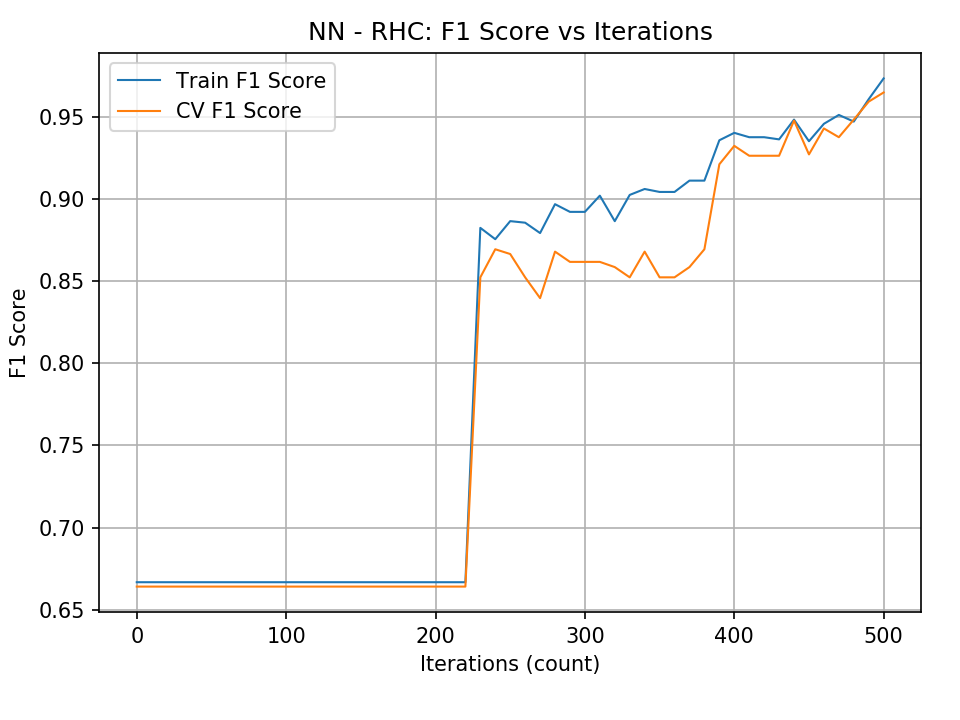 NN - RHC: F1 Score vs Iterations
Train F1 Score
CV F1 Score
F1 Score
0.95
0.90
0.85
0.80
0.75
0.70
0.65
0 100 200 300 400 500
Iterations (count)